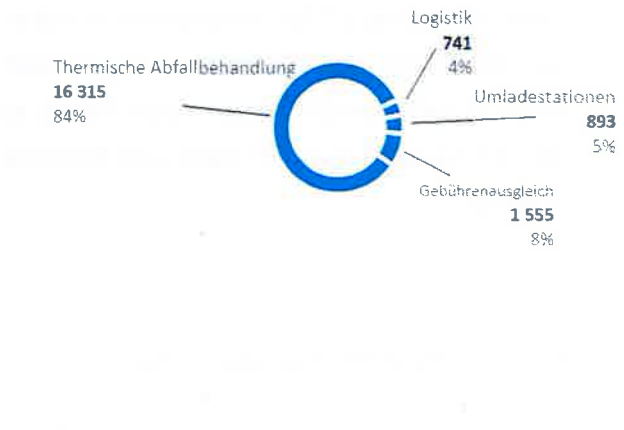 Logistik
741
4%
Thermische Abfallbehandlung
16 315
84%
Umladestationen
893
5%
Gebührenausgleich
1 555
8%